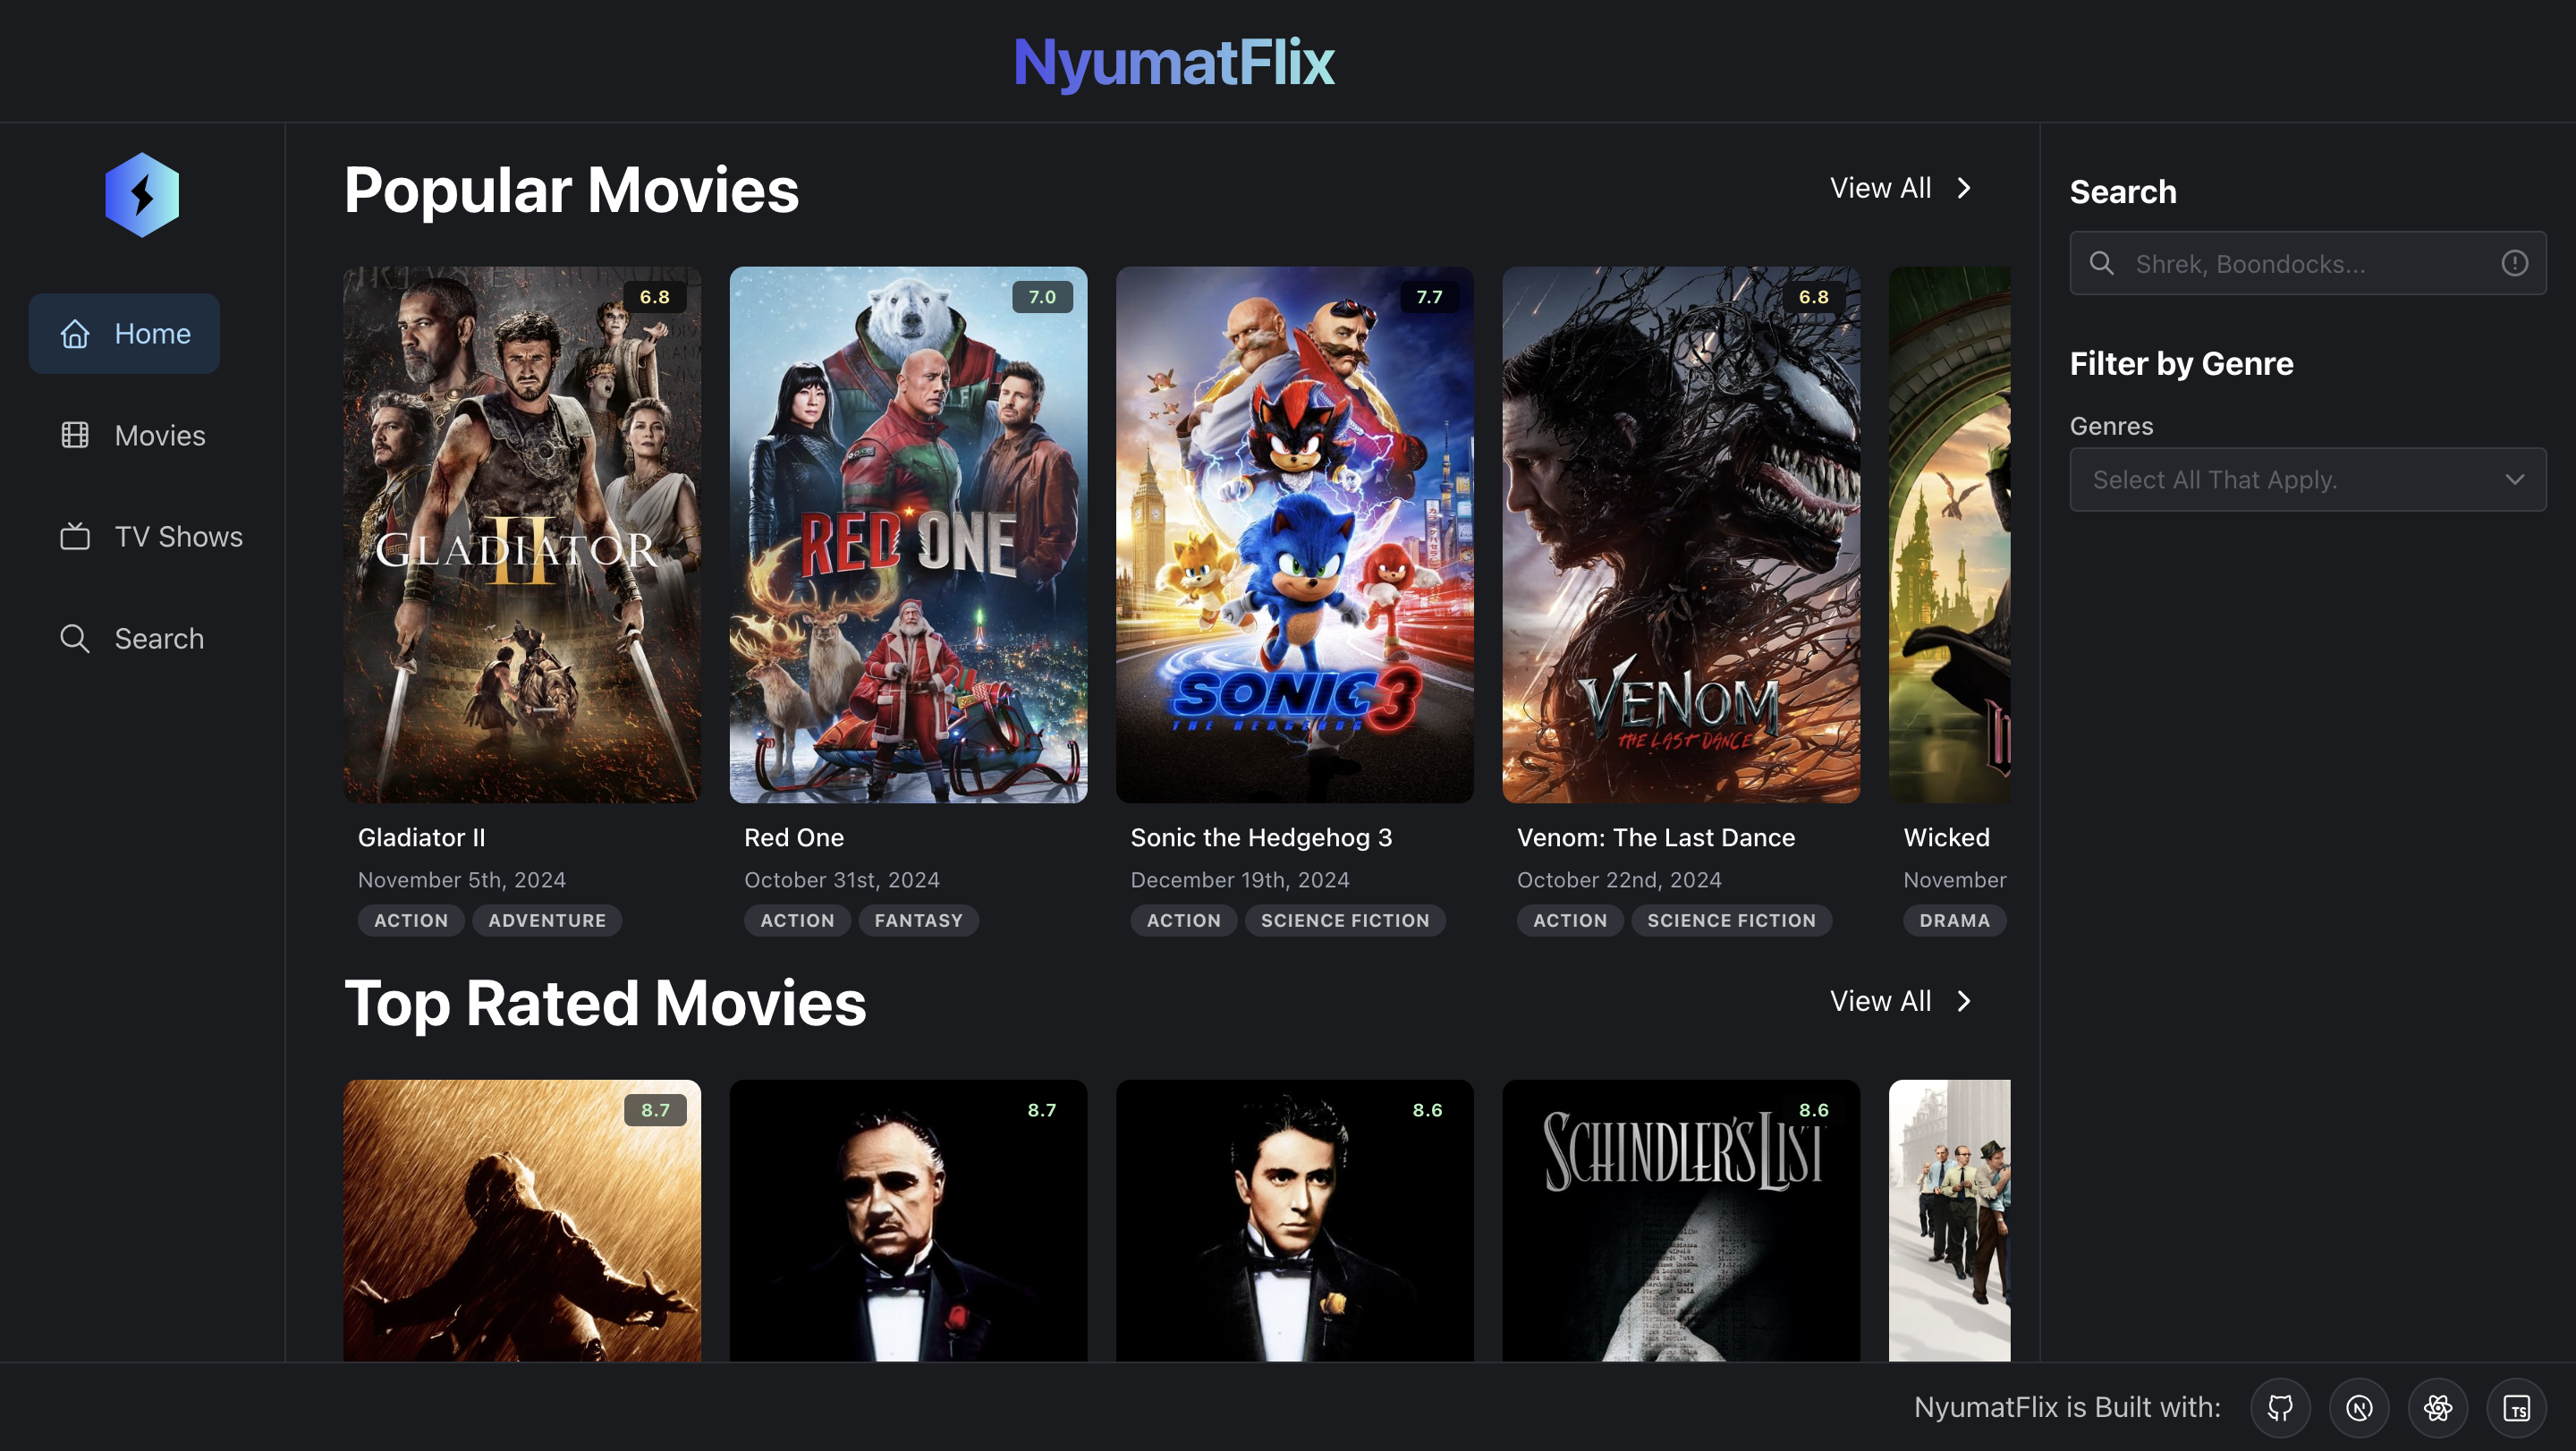 NyumatFlix
Home
Movies
TV Shows
Search
Popular Movies
View All
6.8
GLADIATOR
II
Gladiator II
November 5th, 2024
ACTION ADVENTURE
7.0
RED ONE
Red One
October 31st, 2024
ACTION FANTASY
7.7
SONIC 3
THE HEDGEHOG
Sonic the Hedgehog 3
December 19th, 2024
ACTION SCIENCE FICTION
6.8
VENOM
THE LAST DANCE
Venom: The Last Dance
October 22nd, 2024
ACTION SCIENCE FICTION
Wicked
November
DRAMA
Top Rated Movies
View All
8.7
8.7
8.6
8.6
SCHINDLER'S LIST
Search
Shrek, Boondocks...
Filter by Genre
Genres
Select All That Apply.
NyumatFlix is Built with:
N
TS